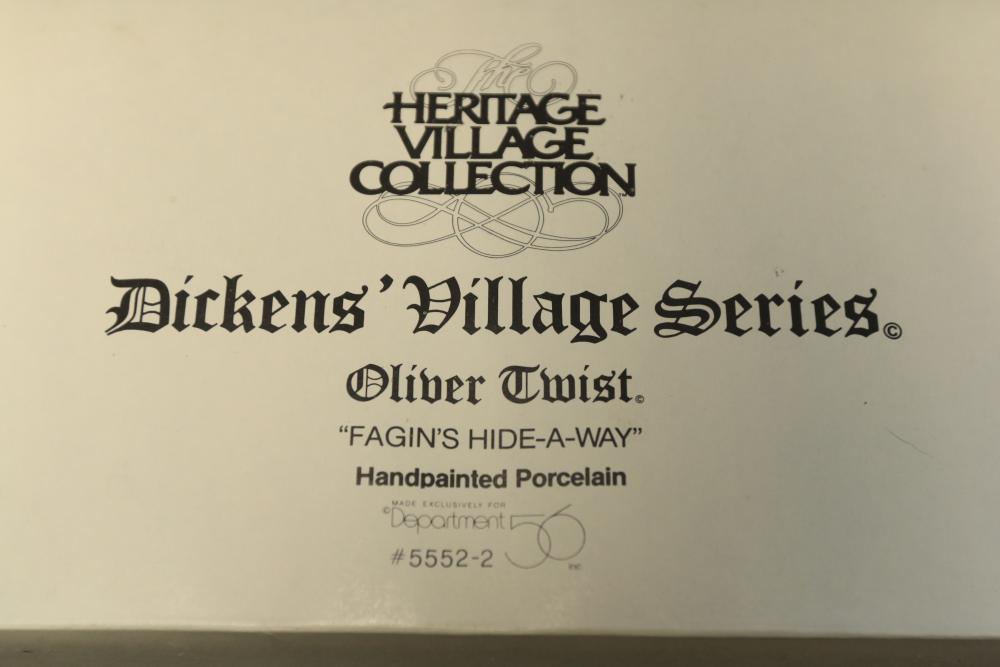 The
HERITAGE
VILLAGE
COLLECTION™
Dickens' Village Series©
Oliver Twist©
“FAGIN'S HIDE-A-WAY”
Handpainted Porcelain
MADE EXCLUSIVELY FOR
©Department 56 inc
#5552-2